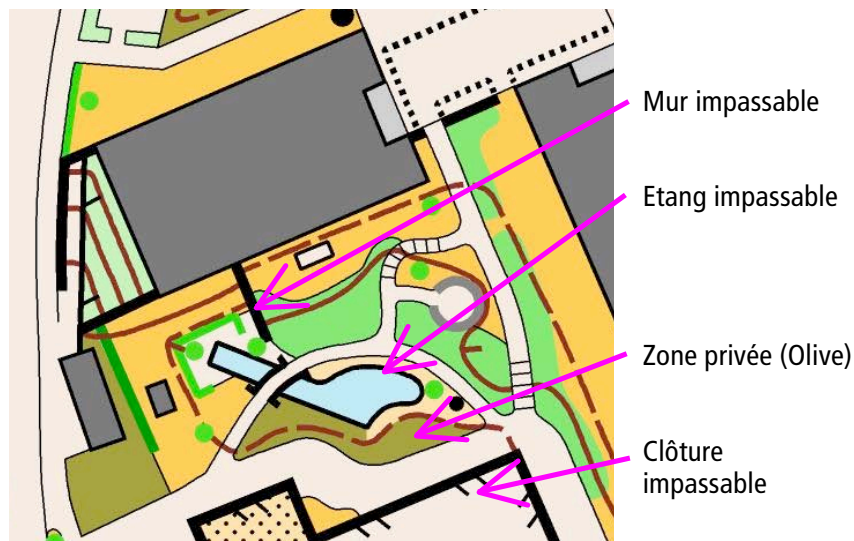 Mur impassable
Etang impassable
Zone privée (Olive)
Clôture
impassable